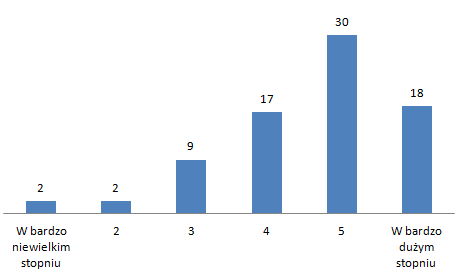 2
2
9
17
30
18
W bardzo
niewielkim
stopniu
2
3
4
5
W bardzo
dużym
stopniu